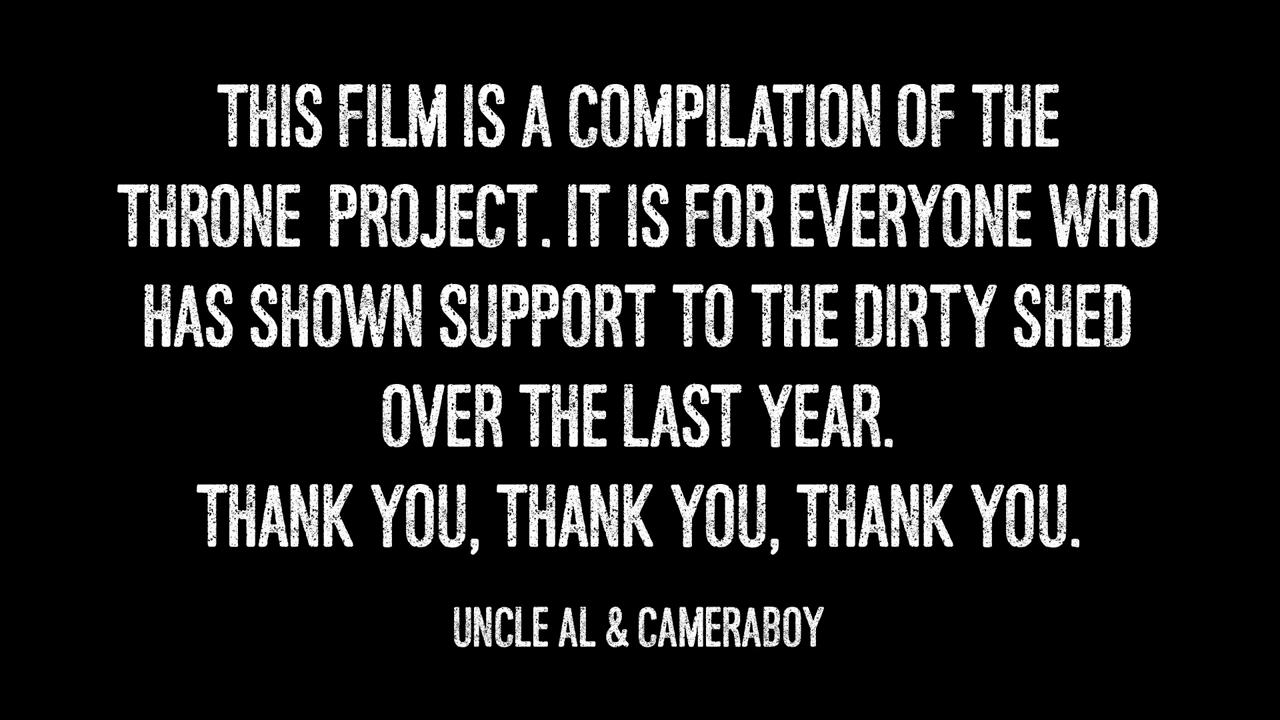 THIS FILM IS A COMPILATION OF THE
THRONE PROJECT. IT IS FOR EVERYONE WHO
HAS SHOWN SUPPORT TO THE DIRTY SHED
OVER THE LAST YEAR.
THANK YOU, THANK YOU, THANK YOU.
UNCLE AL & CAMERABOY